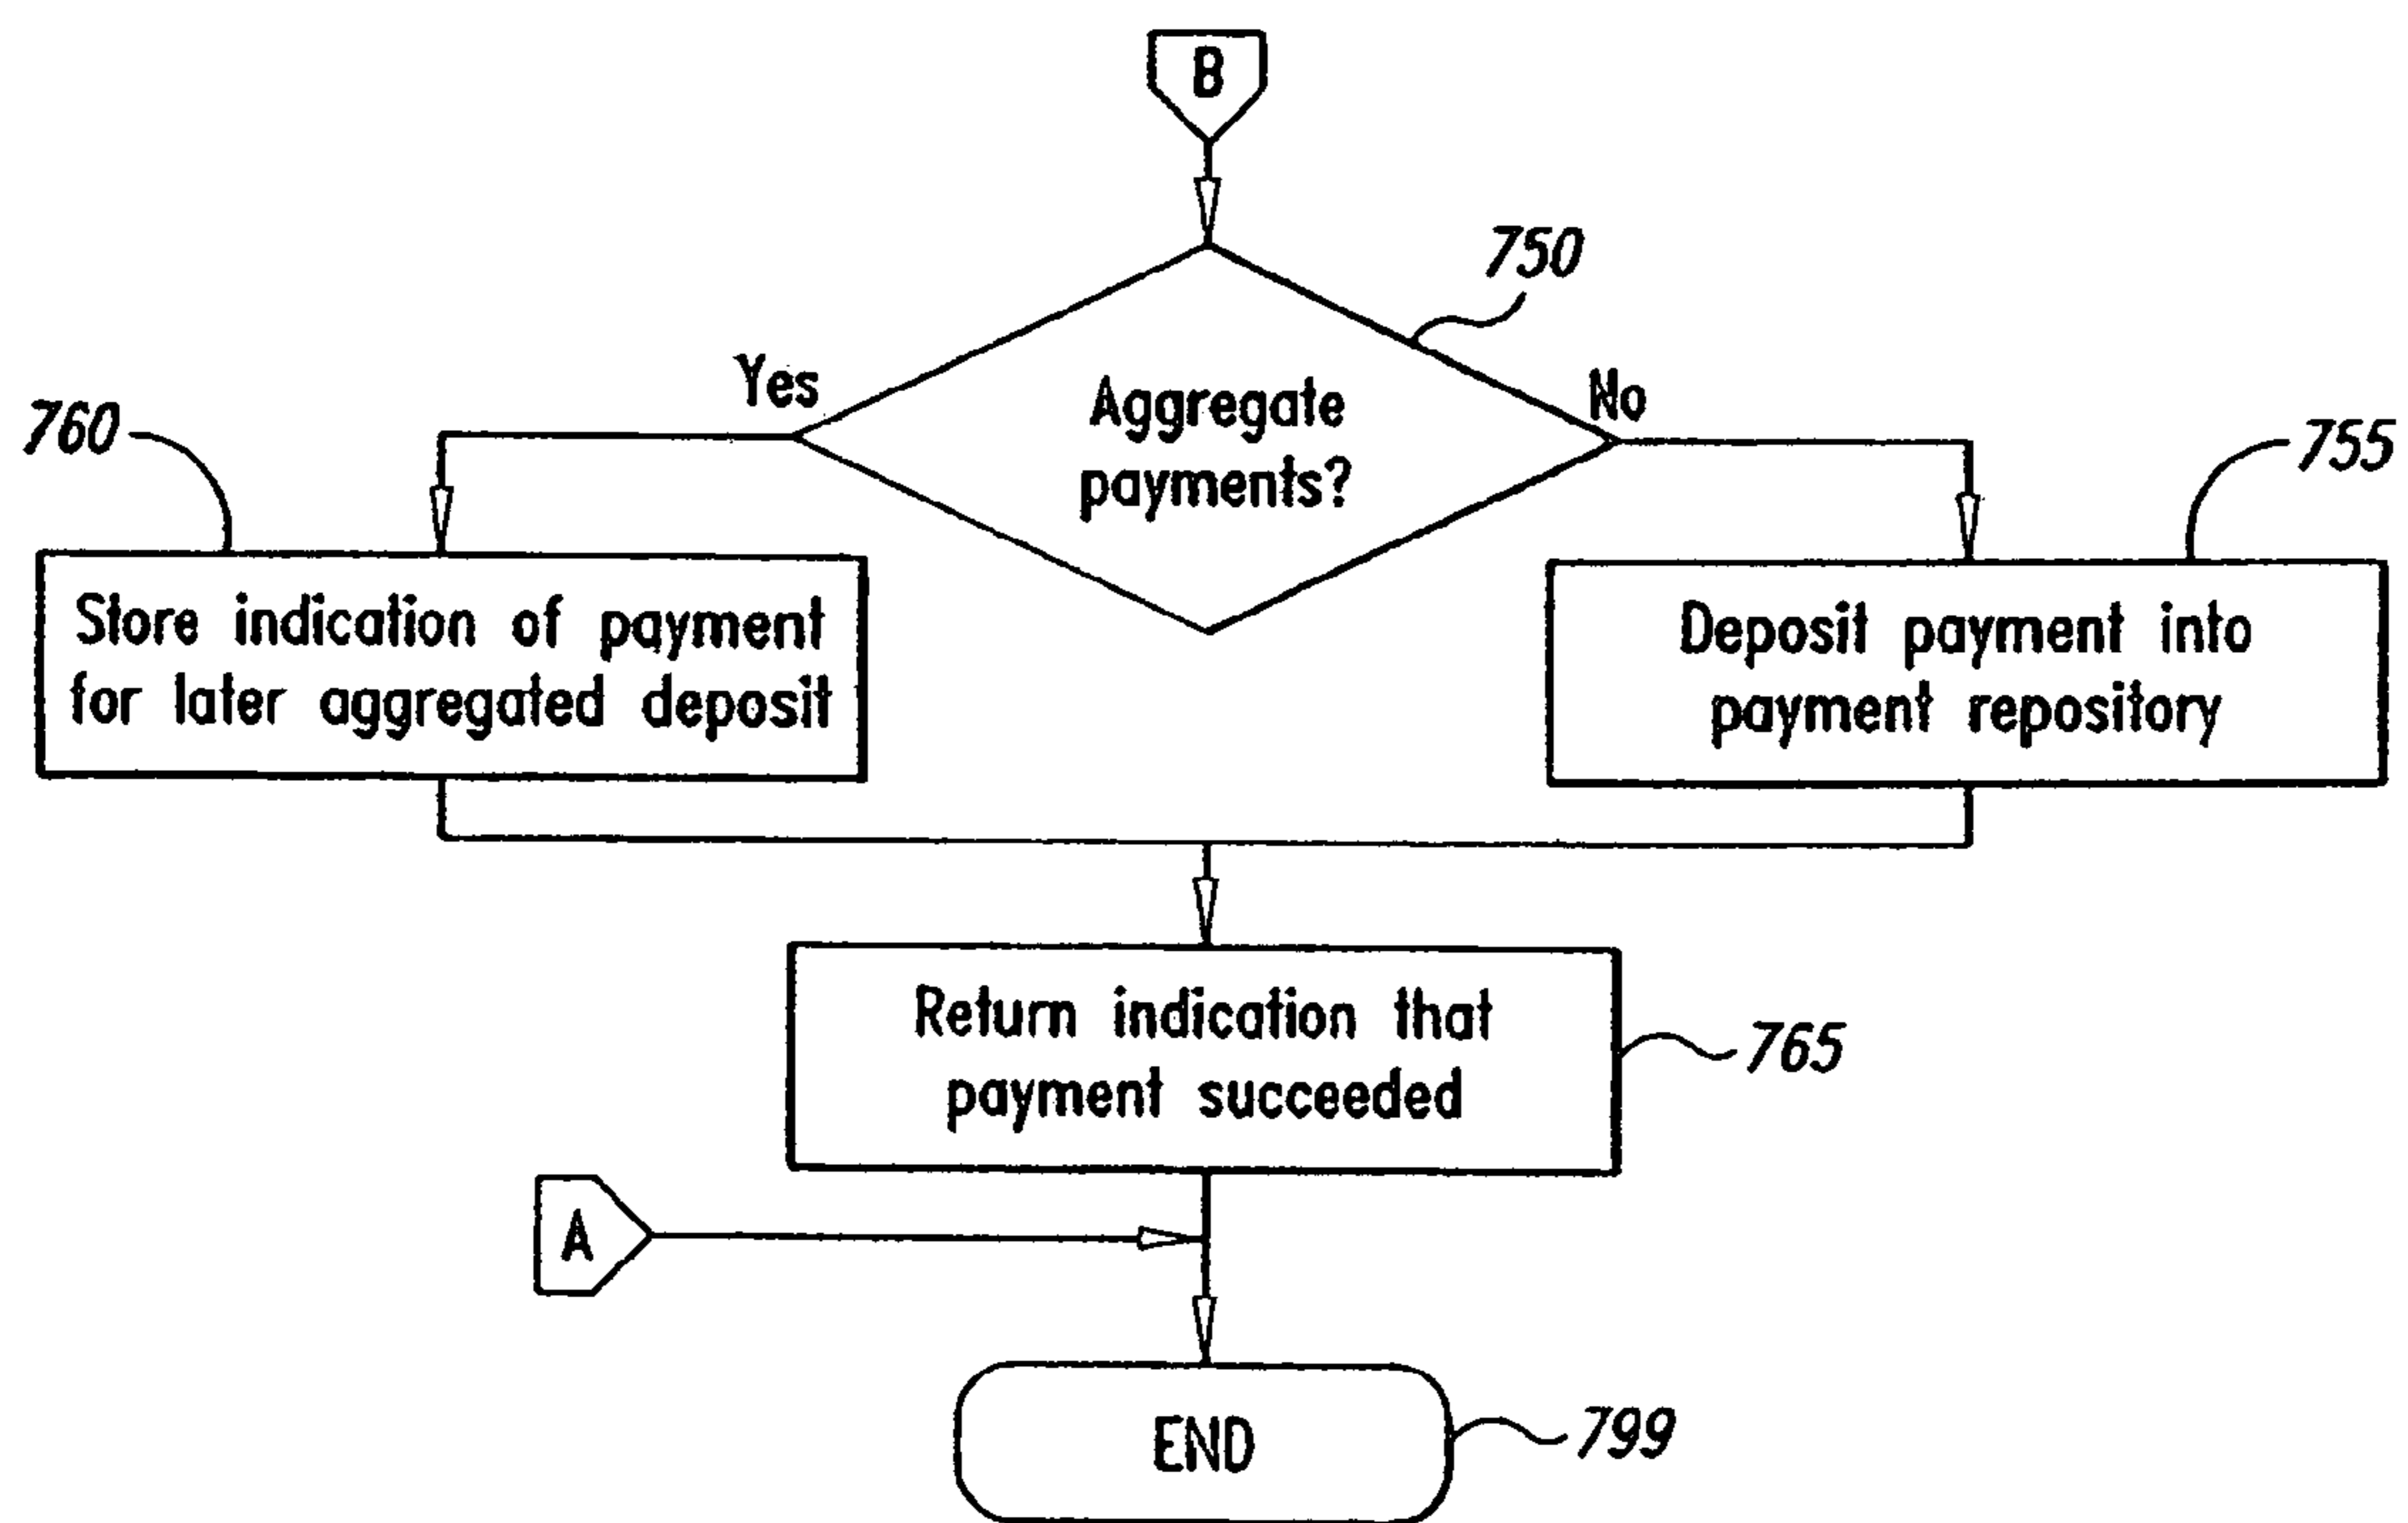 B
750
Yes
Aggregate
payments?
No
760
755
Store indication of payment
for later aggregated deposit
Deposit payment into
payment repository
Return indication that
payment succeeded
765
A
END
799